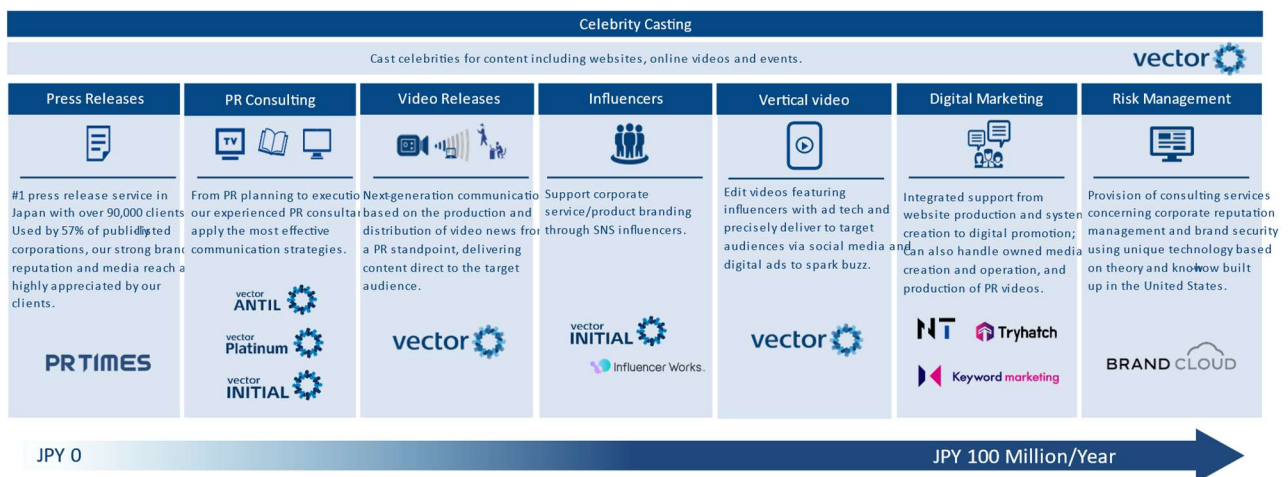 Celebrity Casting
Cast celebrities for content including websites, online videos and events.
vector
Press Releases
#1 press release service in
Japan with over 90,000 clients
Used by 57% of publicly listed
corporations, our strong brand
reputation and media reach a
highly appreciated by our
clients.
PR TIMES
PR Consulting
TV
From PR planning to executio
our experienced PR consultan
apply the most effective
communication strategies.
vector
ANTIL
vector
Platinum
vector
INITIAL
Video Releases
Next-generation communicatio
based on the production and
distribution of video news from
a PR standpoint, delivering
content direct to the target
audience.
vector
Influencers
Support corporate
service/product branding
through SNS influencers.
vector
INITIAL
Influencer Works.
Vertical video
Edit videos featuring
influencers with ad tech and
precisely deliver to target
audiences via social media and
digital ads to spark buzz.
vector
Digital Marketing
Integrated support from
website production and system
creation to digital promotion;
Can also handle owned media
creation and operation, and
production of PR videos.
NT
Tryhatch
Keyword marketing
Risk Management
Provision of consulting services
concerning corporate reputation
management and brand security
using unique technology based
on theory and know-how built
up in the United States.
BRAND CLOUD
JPY 0
JPY 100 Million/Year